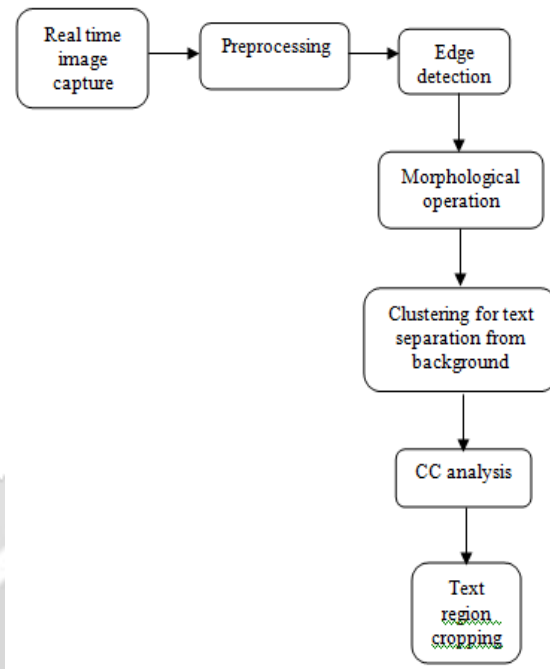 Real time
image
capture
Preprocessing
Edge
detection
Morphological
operation
Clustering for text
separation from
background
CC analysis
Text
region
cropping